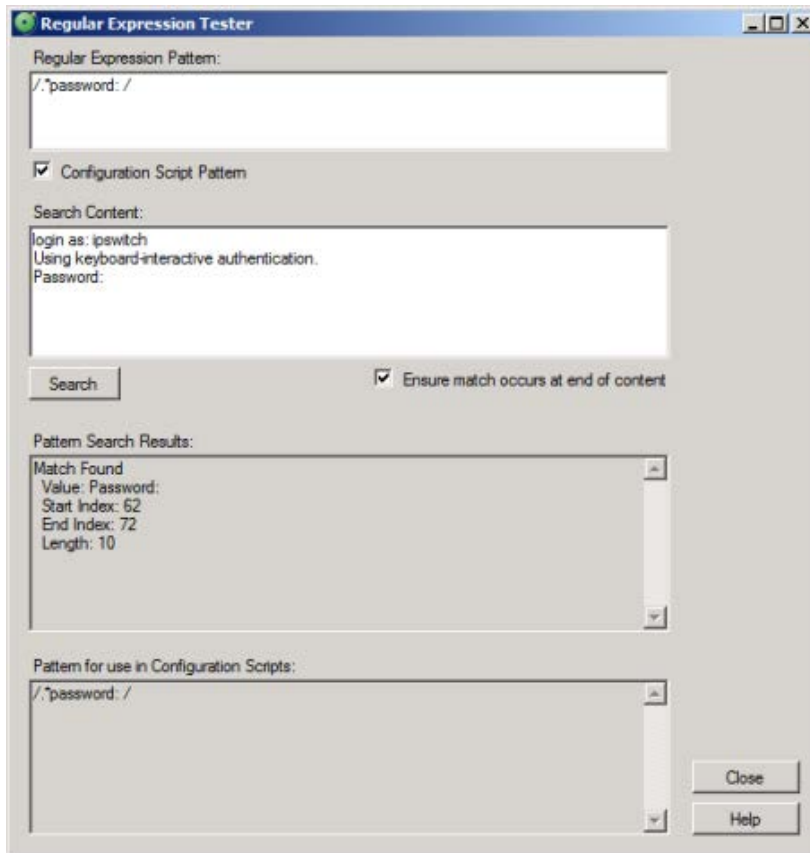 Regular Expression Tester
Regular Expression Pattern:
/.*password: /
Configuration Script Pattern
Search Content:
login as: ipswitch
Using keyboard-interactive authentication.
Password:
Search
Ensure match occurs at end of content
Pattern Search Results:
Match Found
Value: Password:
Start Index: 62
End Index: 72
Length: 10
Pattern for use in Configuration Scripts:
/.*password: /
Close
Help